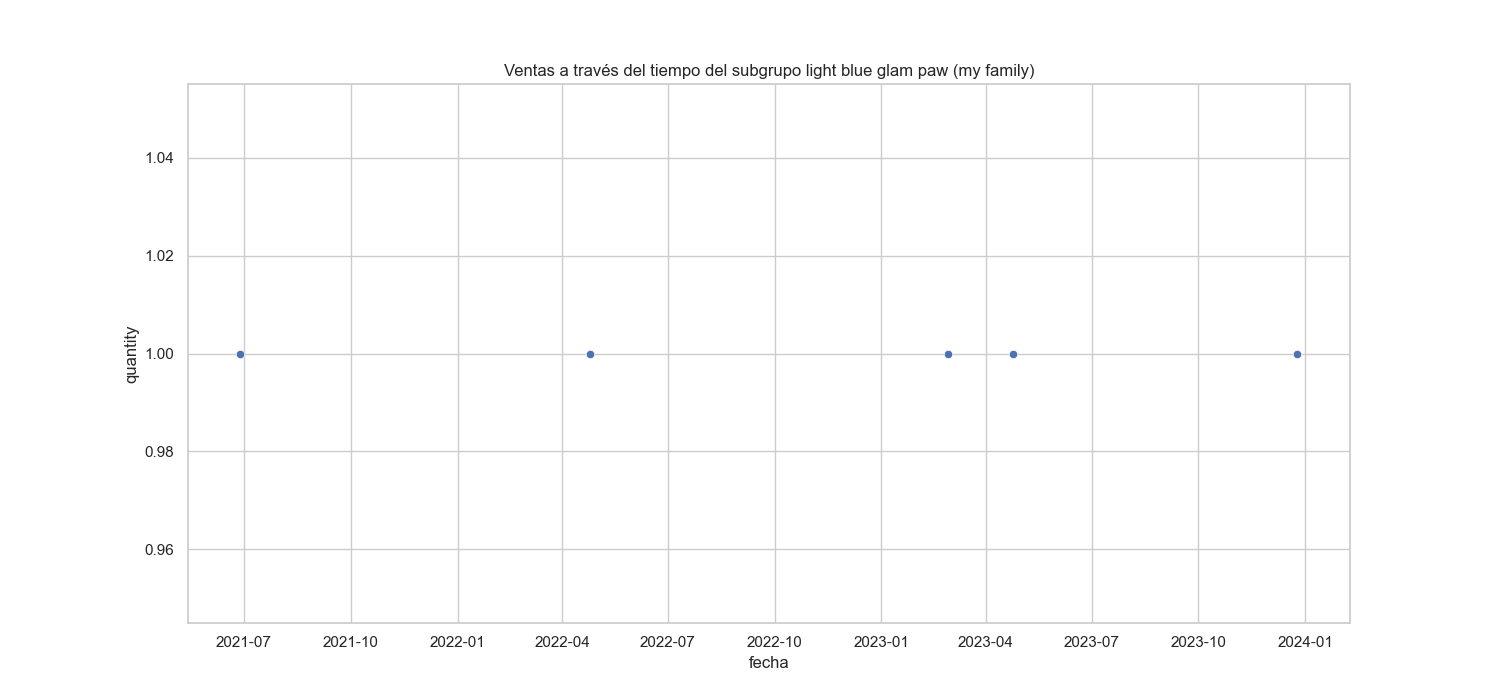 Ventas a través del tiempo del subgrupo light blue glam paw (my family)
1.04
1.02
1.00
0.98
0.96
quantity
2021-07 2021-10 2022-01 2022-04 2022-07 2022-10 2023-01 2023-04 2023-07 2023-10 2024-01
fecha